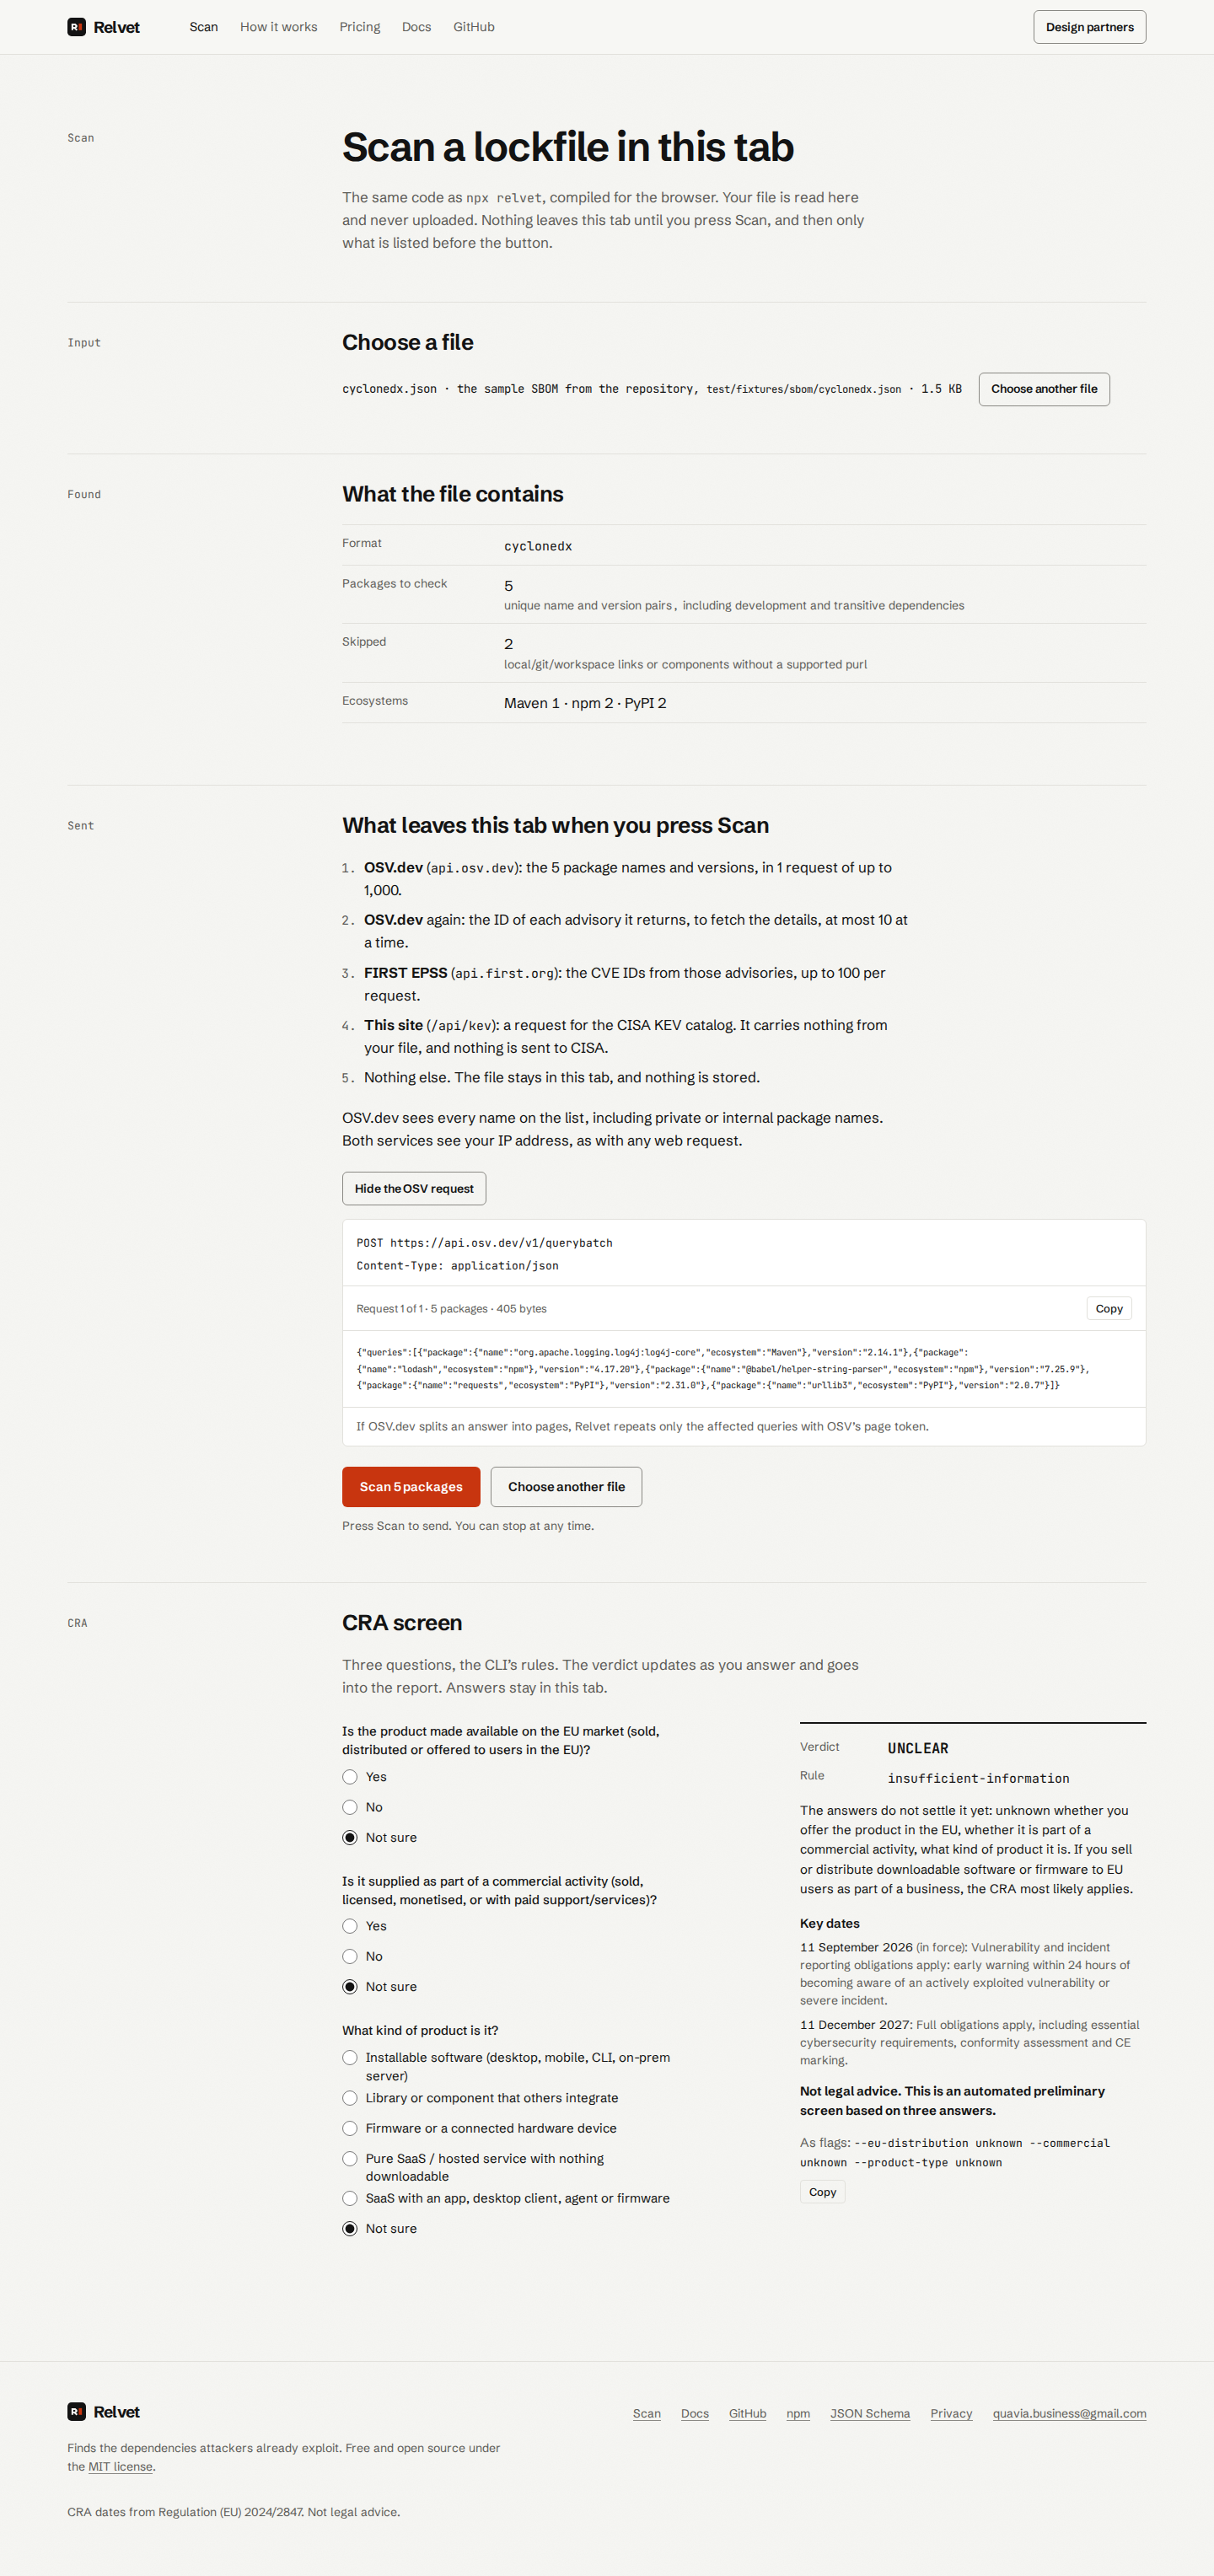 Relvet
Scan
How it works
Pricing
Docs
GitHub
Design partners
Scan
Scan a lockfile in this tab
The same code as npx relvet, compiled for the browser. Your file is read here
and never uploaded. Nothing leaves this tab until you press Scan, and then only
what is listed before the button.
Input
Choose a file
cyclonedx.json · the sample SBOM from the repository, test/fixtures/sbom/cyclonedx.json · 1.5 KB
Choose another file
Found
What the file contains
Format
cyclonedx
Packages to check
5
unique name and version pairs, including development and transitive dependencies
Skipped
2
local/git/workspace links or components without a supported purl
Ecosystems
Maven 1 · npm 2 · PyPI 2
Sent
What leaves this tab when you press Scan
1. OSV.dev (api.osv.dev): the 5 package names and versions, in 1 request of up to
1,000.
2. OSV.dev again: the ID of each advisory it returns, to fetch the details, at most 10 at
a time.
3. FIRST EPSS (api.first.org): the CVE IDs from those advisories, up to 100 per
request.
4. This site (/api/kev): a request for the CISA KEV catalog. It carries nothing from
your file, and nothing is sent to CISA.
5. Nothing else. The file stays in this tab, and nothing is stored.
OSV.dev sees every name on the list, including private or internal package names.
Both services see your IP address, as with any web request.
Hide the OSV request
POST https://api.osv.dev/v1/querybatch
Content-Type: application/json
Request 1 of 1 · 5 packages · 405 bytes
Copy
{"queries":[{"package":{"name":"org.apache.logging.log4j:log4j-core","ecosystem":"Maven"},"version":"2.14.1"},{"package":
{"name":"lodash","ecosystem":"npm"},"version":"4.17.20"},{"package":{"name":"@babel/helper-string-parser","ecosystem":"npm"},"version":"7.25.9"},
{"package":{"name":"requests","ecosystem":"PyPI"},"version":"2.31.0"},{"package":{"name":"urllib3","ecosystem":"PyPI"},"version":"2.0.7"}]}
If OSV.dev splits an answer into pages, Relvet repeats only the affected queries with OSV's page token.
Scan 5 packages
Choose another file
Press Scan to send. You can stop at any time.
CRA
CRA screen
Three questions, the CLI's rules. The verdict updates as you answer and goes
into the report. Answers stay in this tab.
Is the product made available on the EU market (sold,
distributed or offered to users in the EU)?
Yes
No
Not sure
Is it supplied as part of a commercial activity (sold,
licensed, monetised, or with paid support/services)?
Yes
No
Not sure
What kind of product is it?
Installable software (desktop, mobile, CLI, on-prem
server)
Library or component that others integrate
Firmware or a connected hardware device
Pure SaaS / hosted service with nothing
downloadable
SaaS with an app, desktop client, agent or firmware
Not sure
Verdict
UNCLEAR
Rule
insufficient-information
The answers do not settle it yet: unknown whether you
offer the product in the EU, whether it is part of a
commercial activity, what kind of product it is. If you sell
or distribute downloadable software or firmware to EU
users as part of a business, the CRA most likely applies.
Key dates
11 September 2026 (in force): Vulnerability and incident
reporting obligations apply: early warning within 24 hours of
becoming aware of an actively exploited vulnerability or
severe incident.
11 December 2027: Full obligations apply, including essential
cybersecurity requirements, conformity assessment and CE
marking.
Not legal advice. This is an automated preliminary
screen based on three answers.
As flags: --eu-distribution unknown --commercial
unknown --product-type unknown
Copy
Relvet
Scan
Docs
GitHub
npm
JSON Schema
Privacy
quavia.business@gmail.com
Finds the dependencies attackers already exploit. Free and open source under
the MIT license.
CRA dates from Regulation (EU) 2024/2847. Not legal advice.